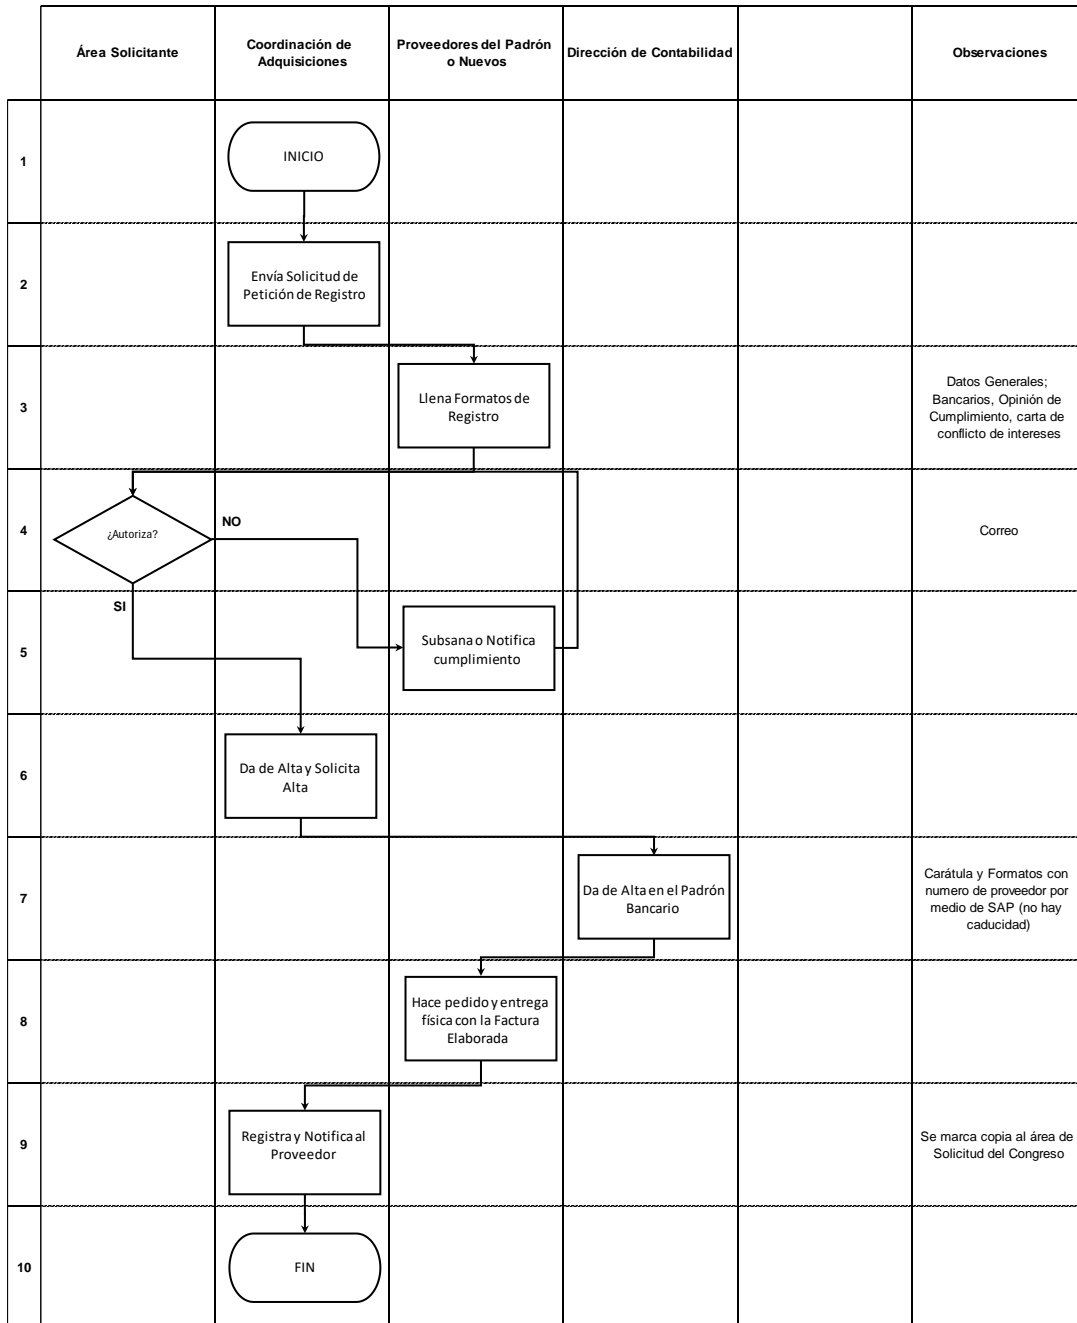 Área Solicitante
Coordinación de
Adquisiciones
Proveedores del Padrón
o Nuevos
Dirección de Contabilidad
Observaciones
1
INICIO
2
Envía Solicitud de
Petición de Registro
3
Llena Formatos de
Registro
Datos Generales;
Bancarios, Opinión de
Cumplimiento, carta de
conflicto de intereses
4
¿Autoriza?
NO
Correo
SI
5
Subsana o Notifica
cumplimiento
6
Da de Alta y Solicita
Alta
7
Da de Alta en el Padrón
Bancario
Carátula y Formatos con
numero de proveedor por
medio de SAP (no hay
caducidad)
8
Hace pedido y entrega
física con la Factura
Elaborada
9
Registra y Notifica al
Proveedor
Se marca copia al área de
Solicitud del Congreso
10
FIN